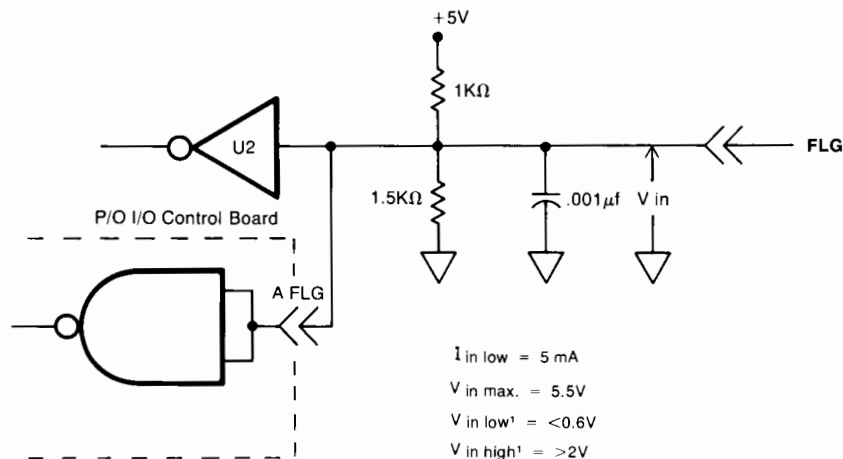 +5V
1KΩ
U2
FLG
1.5KΩ
.001μf
V in
P/O I/O Control Board
A FLG
I in low = 5 mA
V in max. = 5.5V
V in low¹ = <0.6V
V in high¹ = >2V